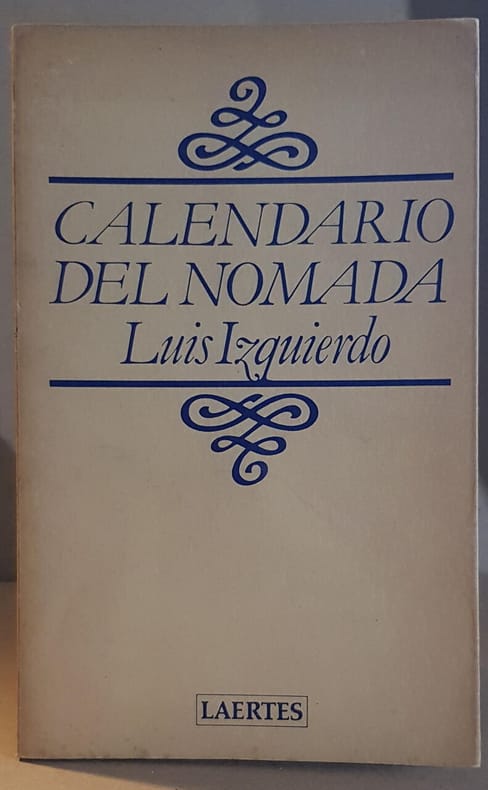 CALENDARIO
DEL NOMADA
Luis Izquierdo
LAERTES